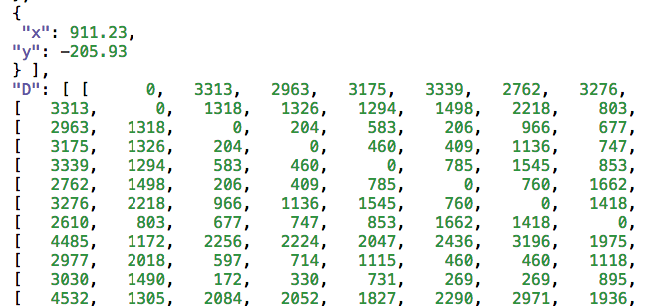 {
"x": 911.23,
"y": -205.93
} ],
"D": [ [ 0, 3313, 2963, 3175, 3339, 2762, 3276,
[ 3313, 0, 1318, 1326, 1294, 1498, 2218, 803,
[ 2963, 1318, 0, 204, 583, 206, 966, 677,
[ 3175, 1326, 204, 0, 460, 409, 1136, 747,
[ 3339, 1294, 583, 460, 0, 785, 1545, 853,
[ 2762, 1498, 206, 409, 785, 0, 760, 1662,
[ 3276, 2218, 966, 1136, 1545, 760, 0, 1418,
[ 2610, 803, 677, 747, 853, 1662, 1418, 0,
[ 4485, 1172, 2256, 2224, 2047, 2436, 3196, 1975,
[ 2977, 2018, 597, 714, 1115, 460, 460, 1118,
[ 3030, 1490, 172, 330, 731, 269, 269, 895,
[ 4532, 1305, 2084, 2052, 1827, 2290, 2971, 1936,